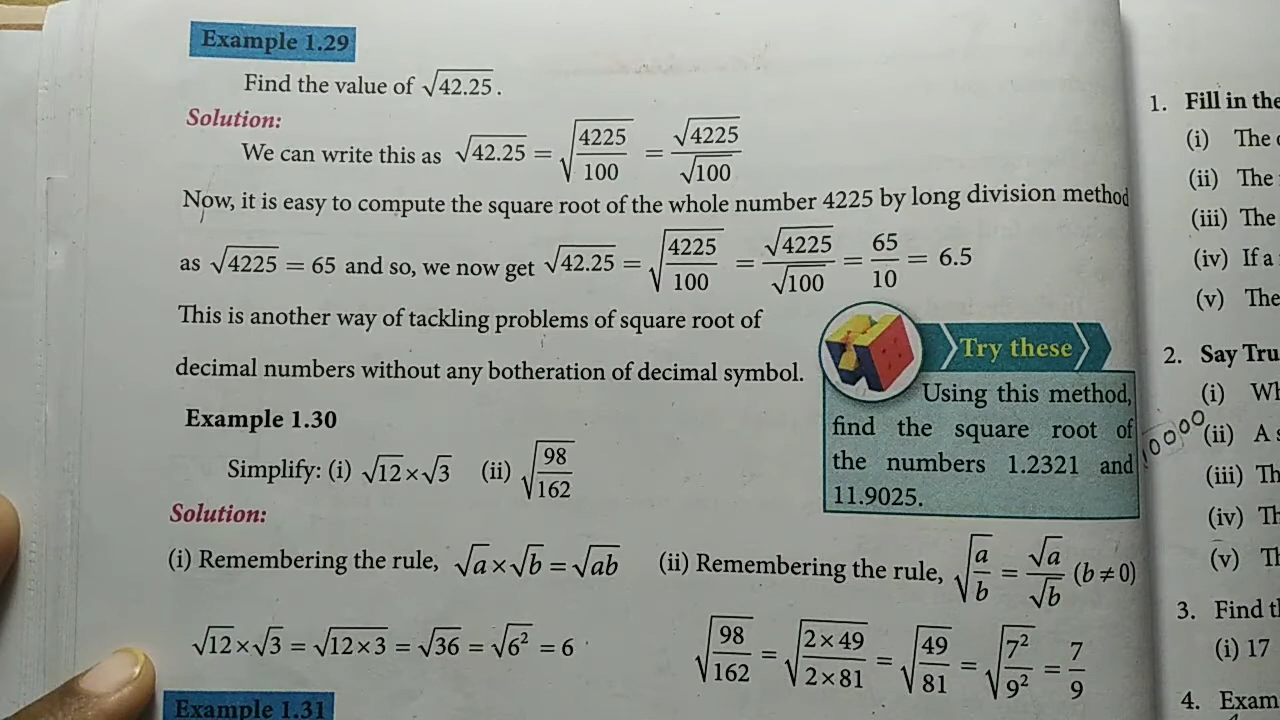 Example 1.29
Find the value of √42.25.
Solution:
We can write this as √42.25 = √(4225/100) = √4225/√100
Now, it is easy to compute the square root of the whole number 4225 by long division method
as √4225 = 65 and so, we now get √42.25 = √(4225/100) = √4225/√100 = 65/10 = 6.5
This is another way of tackling problems of square root of
decimal numbers without any botheration of decimal symbol.
Try these
Using this method,
find the square root of
the numbers 1.2321 and
11.9025.
Example 1.30
Simplify: (i) √12 × √3 (ii) √(98/162)
Solution:
(i) Remembering the rule, √a × √b = √ab
(ii) Remembering the rule, √(a/b) = √a/√b (b ≠ 0)
√12 × √3 = √(12 × 3) = √36 = √6² = 6
√(98/162) = √((2 × 49)/(2 × 81)) = √(49/81) = √(7²/9²) = 7/9
Example 1.31
10000
1. Fill in the
(i) The
(ii) The
(iii) The
(iv) If a
(v) The
2. Say Tru
(i) Wh
(ii) A s
(iii) Th
(iv) Th
(v) Th
3. Find th
(i) 17
4. Exam